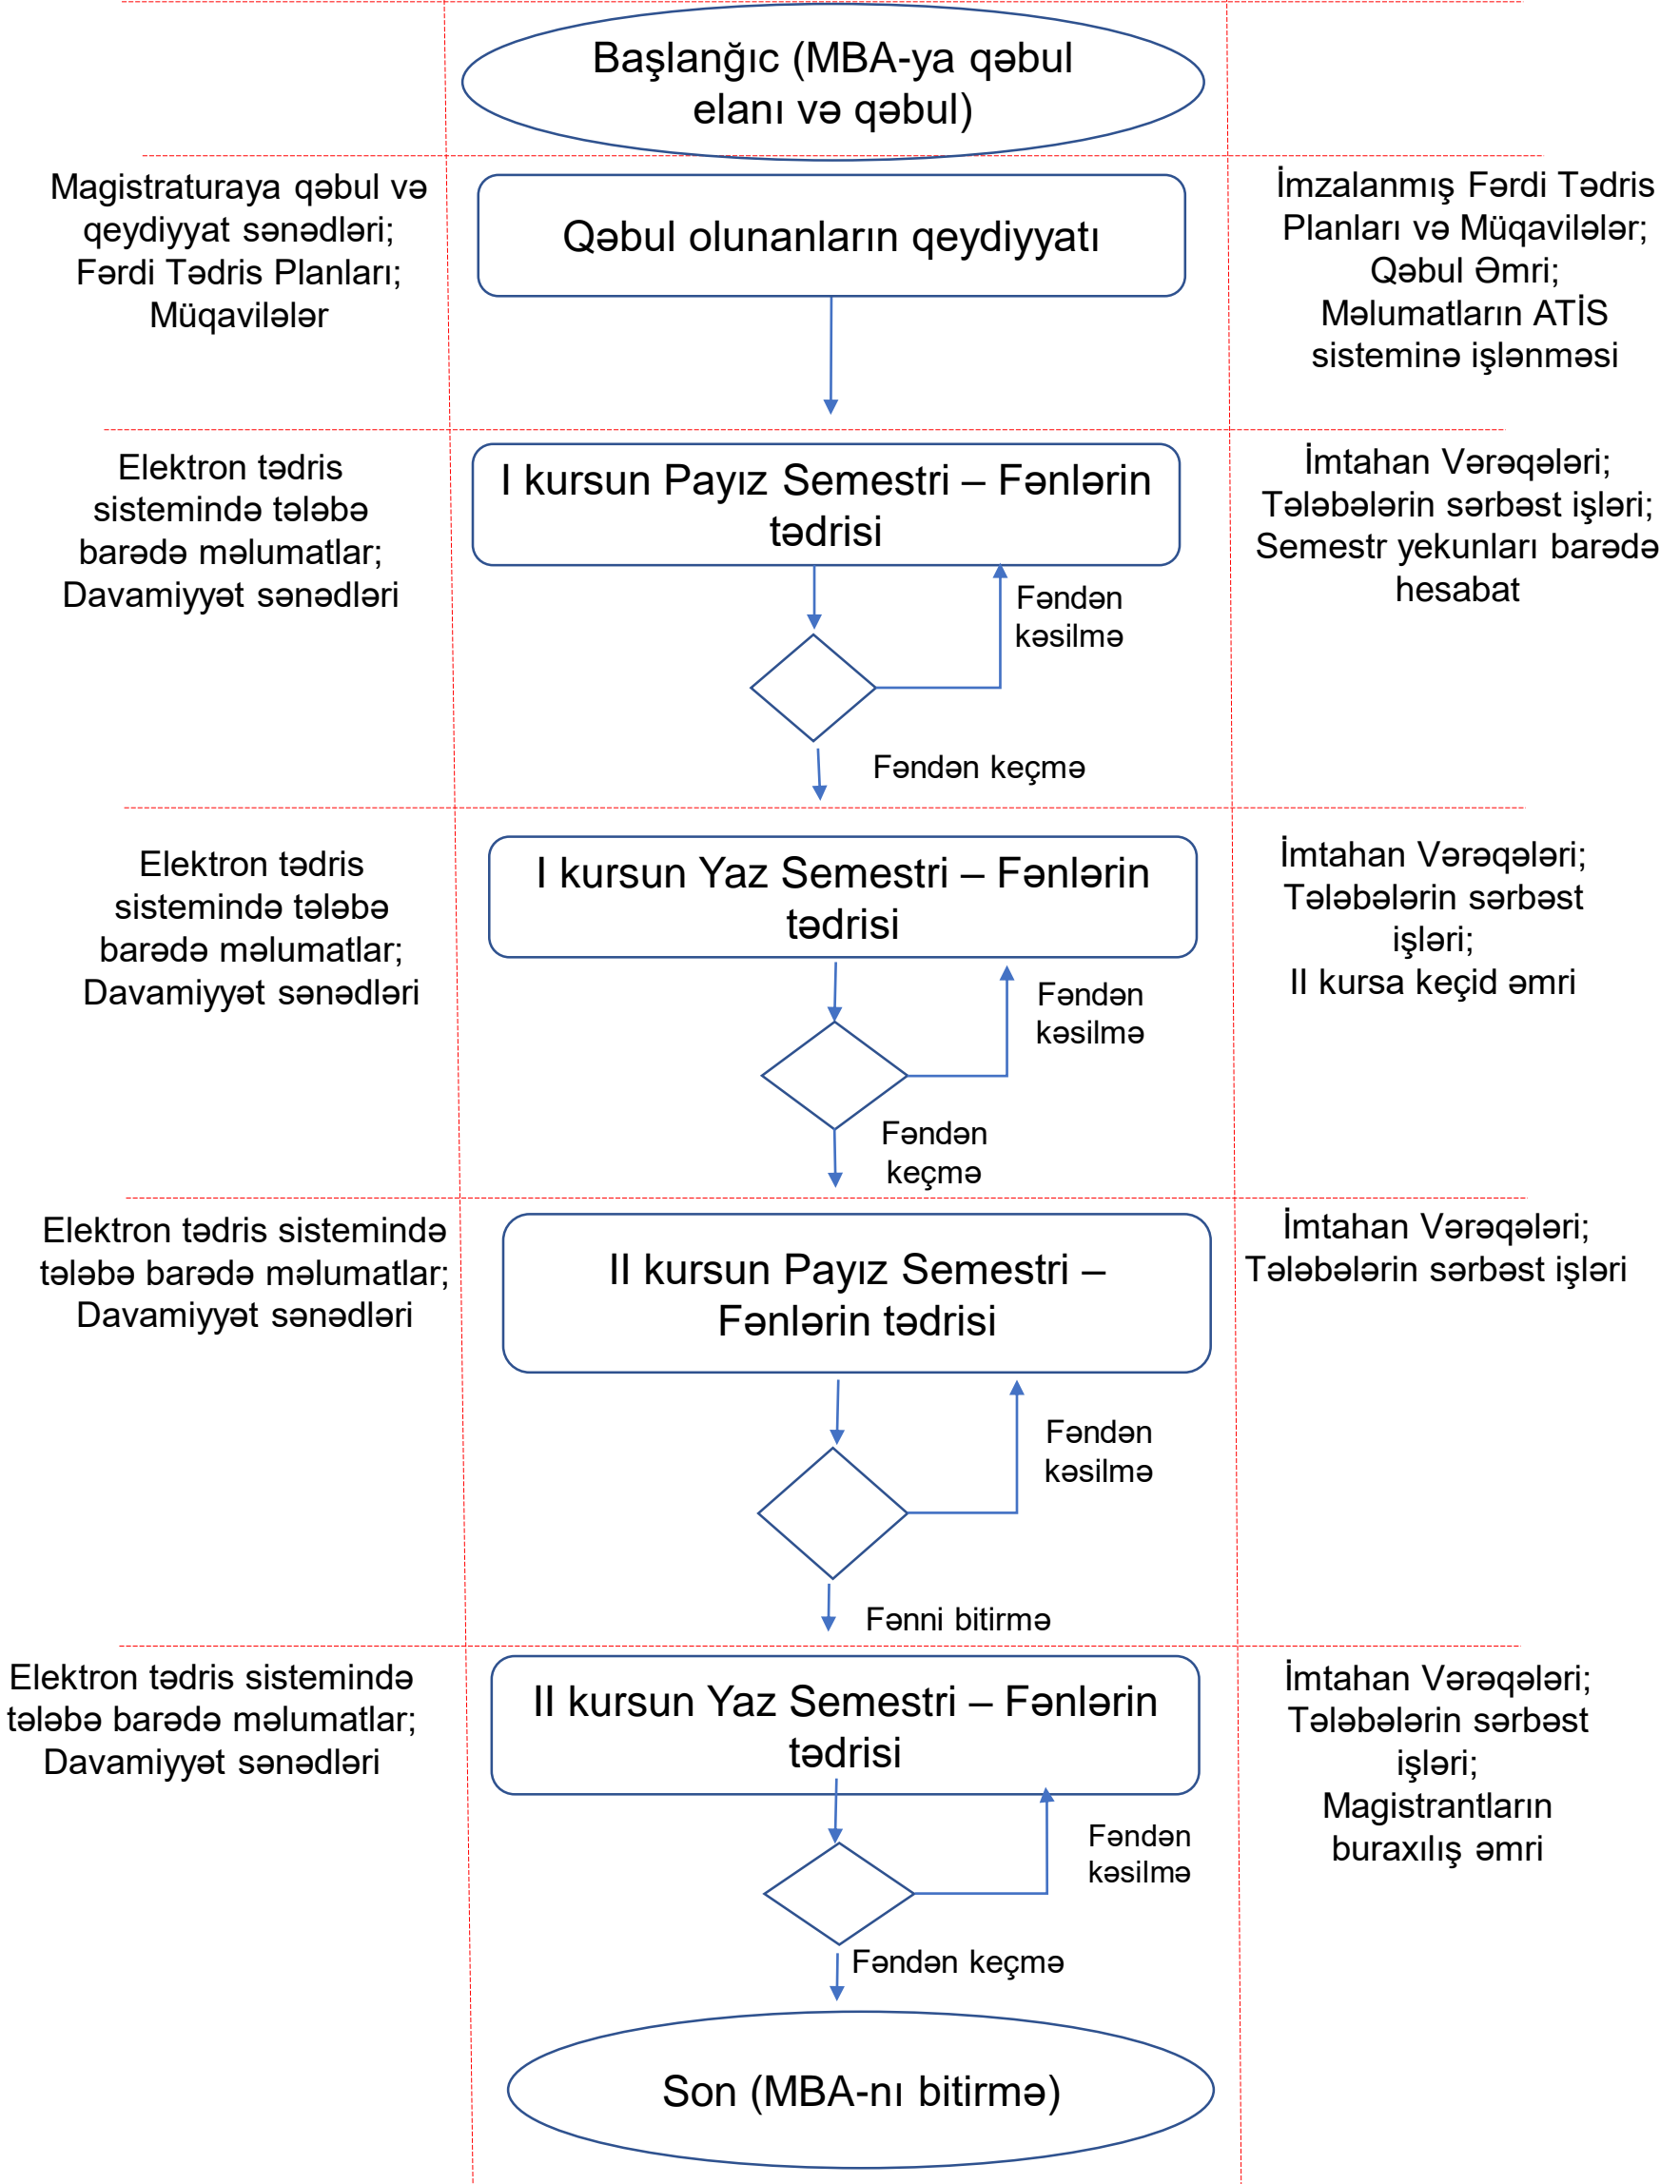 Başlanğıc (MBA-ya qəbul
elanı və qəbul)
Magistraturaya qəbul və
qeydiyyat sənədləri;
Fərdi Tədris Planları;
Müqavilələr
Qəbul olunanların qeydiyyatı
İmzalanmış Fərdi Tədris
Planları və Müqavilələr;
Qəbul Əmri;
Məlumatların ATİS
sisteminə işlənməsi
Elektron tədris
sistemində tələbə
barədə məlumatlar;
Davamiyyət sənədləri
I kursun Payız Semestri – Fənlərin
tədrisi
Fəndən
kəsilmə
Fəndən keçmə
İmtahan Vərəqələri;
Tələbələrin sərbəst işləri;
Semestr yekunları barədə
hesabat
Elektron tədris
sistemində tələbə
barədə məlumatlar;
Davamiyyət sənədləri
I kursun Yaz Semestri – Fənlərin
tədrisi
Fəndən
kəsilmə
Fəndən
keçmə
İmtahan Vərəqələri;
Tələbələrin sərbəst
işləri;
II kursa keçid əmri
Elektron tədris sistemində
tələbə barədə məlumatlar;
Davamiyyət sənədləri
II kursun Payız Semestri –
Fənlərin tədrisi
Fəndən
kəsilmə
Fənni bitirmə
İmtahan Vərəqələri;
Tələbələrin sərbəst işləri
Elektron tədris sistemində
tələbə barədə məlumatlar;
Davamiyyət sənədləri
II kursun Yaz Semestri – Fənlərin
tədrisi
Fəndən
kəsilmə
Fəndən keçmə
İmtahan Vərəqələri;
Tələbələrin sərbəst
işləri;
Magistrantların
buraxılış əmri
Son (MBA-nı bitirmə)